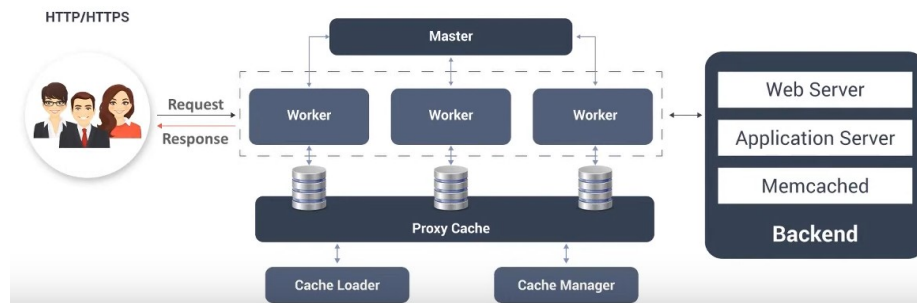 HTTP/HTTPS
Master
Request
Response
Worker
Worker
Worker
Proxy Cache
Cache Loader
Cache Manager
Web Server
Application Server
Memcached
Backend